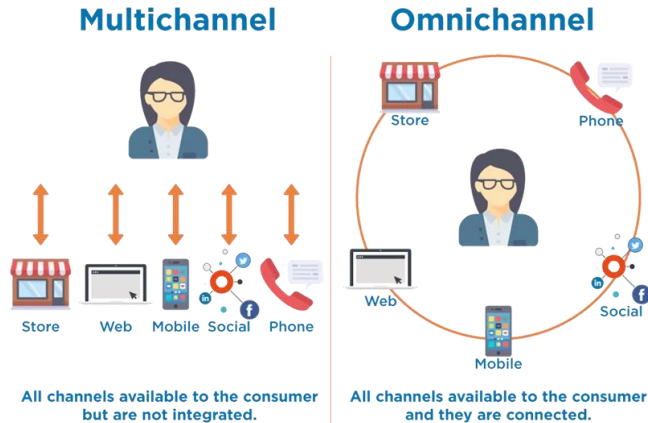 Multichannel
Store
Web
Mobile
Social
Phone
All channels available to the consumer
but are not integrated.
Omnichannel
Store
Phone
Web
Social
Mobile
All channels available to the consumer
and they are connected.